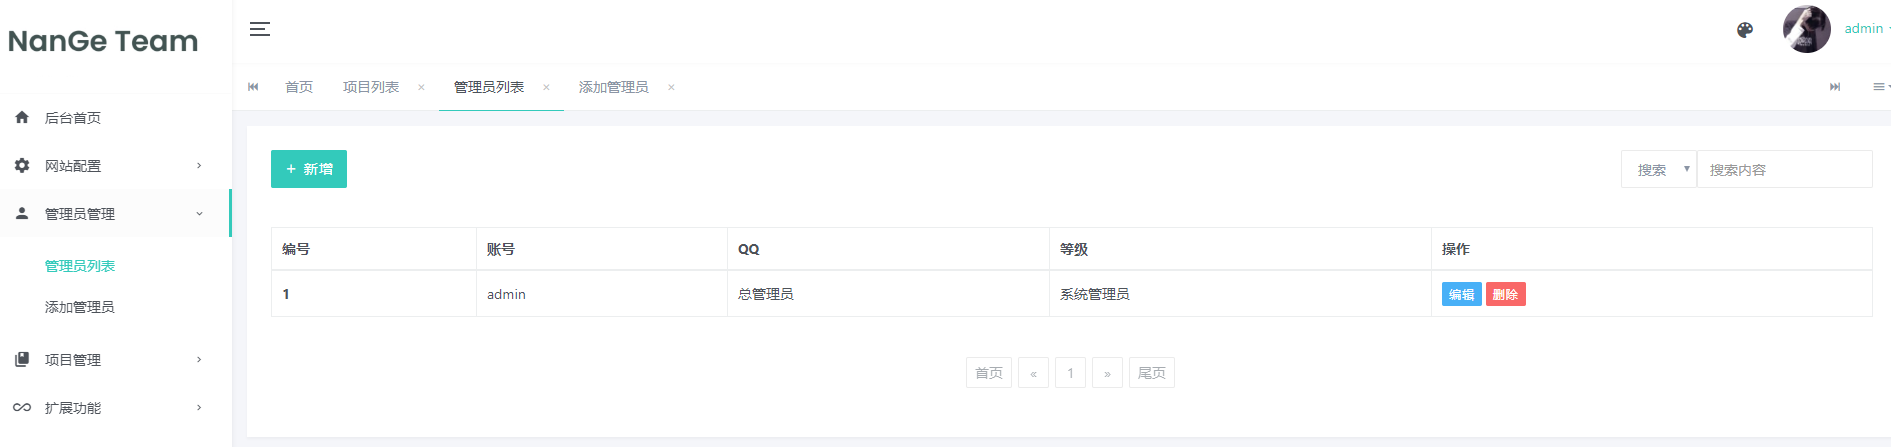 NanGe Team
admin
首页 项目列表 × 管理员列表 × 添加管理员 ×
后台首页
网站配置
管理员管理
管理员列表
添加管理员
项目管理
扩展功能
+ 新增
搜索 搜索内容
编号 账号 QQ 等级 操作
1 admin 总管理员 系统管理员 编辑 删除
首页 « 1 » 尾页